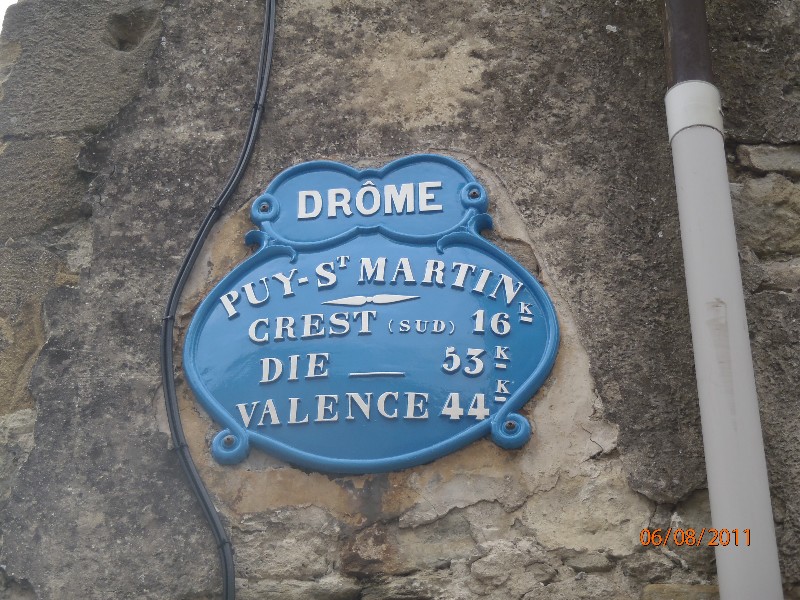 DRÔME
PUY-ST MARTIN
CREST (SUD) 16K
DIE — 53K
VALENCE 44K
06/08/2011